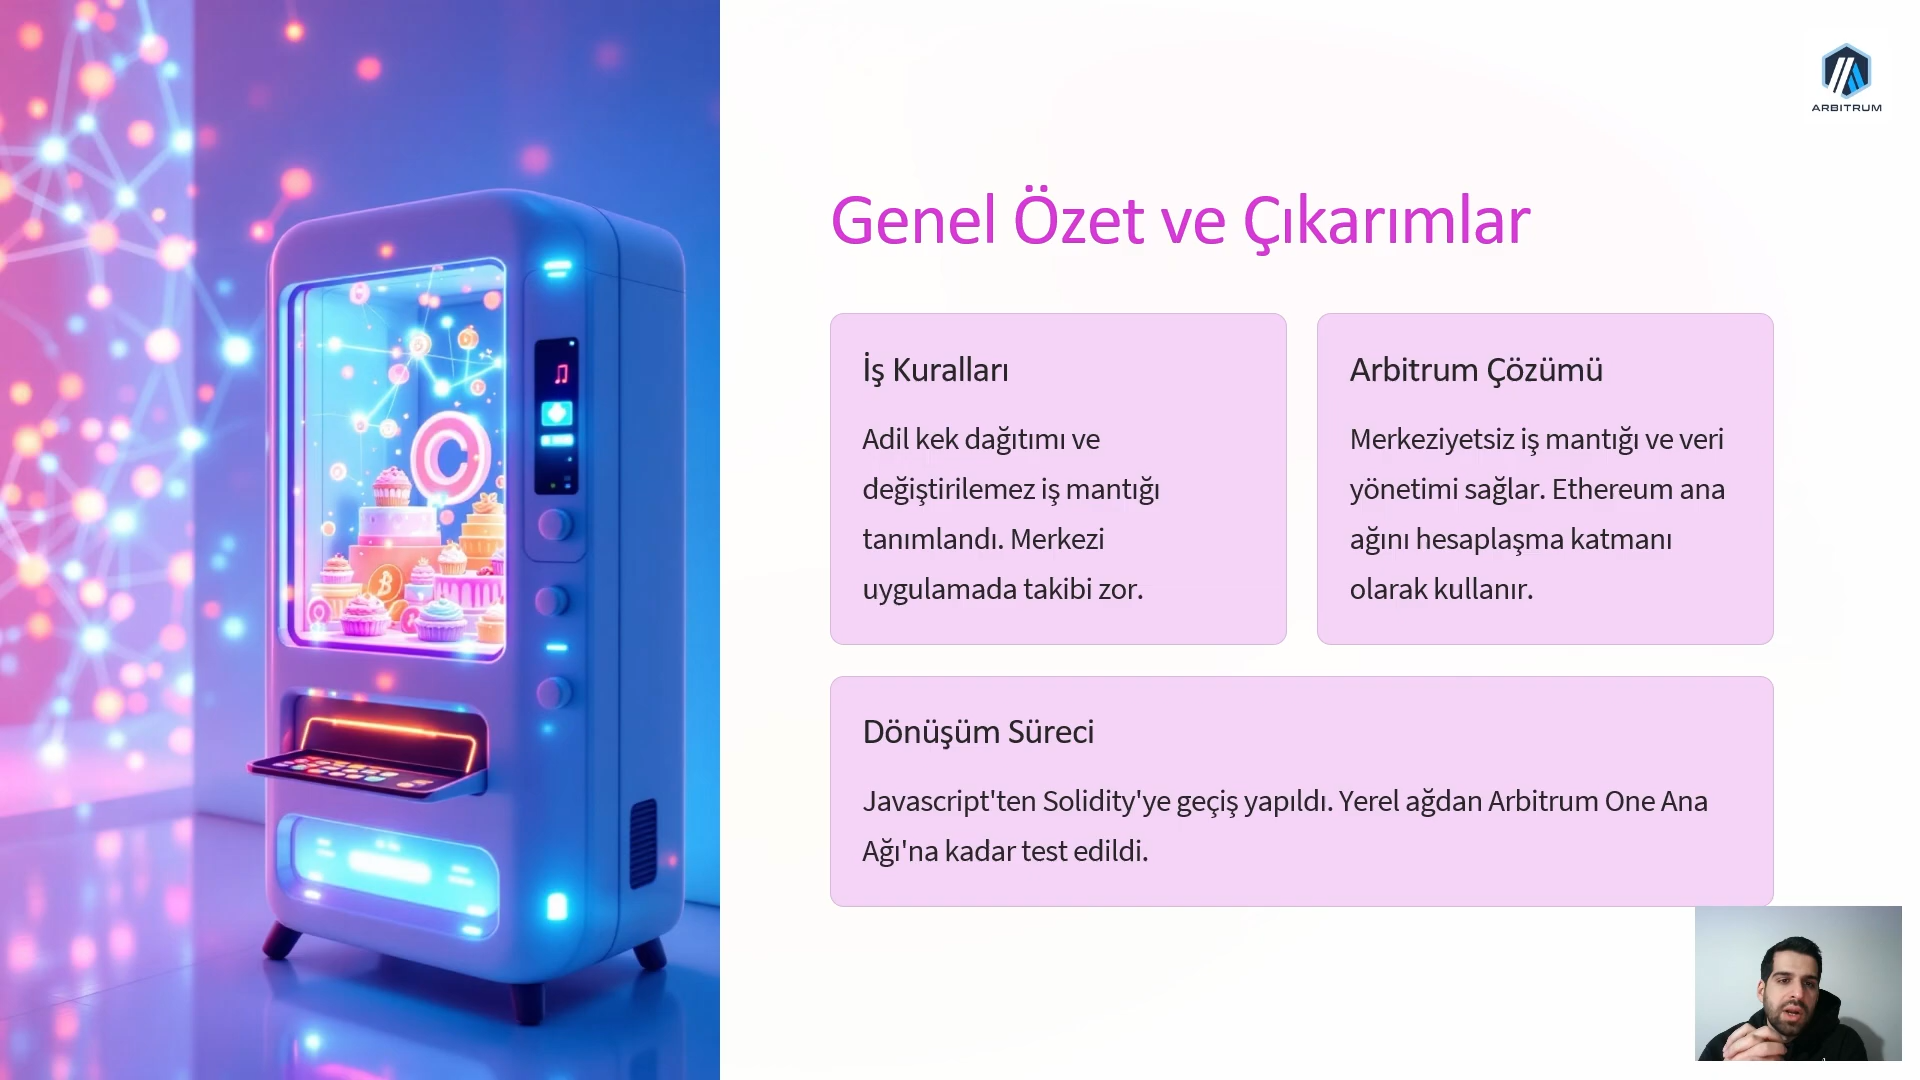 ARBITRUM
Genel Özet ve Çıkarımlar
İş Kuralları
Adil kek dağıtımı ve
değiştirilemez iş mantığı
tanımlandı. Merkezi
uygulamada takibi zor.
Arbitrum Çözümü
Merkeziyetsiz iş mantığı ve veri
yönetimi sağlar. Ethereum ana
ağını hesaplaşma katmanı
olarak kullanır.
Dönüşüm Süreci
Javascript'ten Solidity'ye geçiş yapıldı. Yerel ağdan Arbitrum One Ana
Ağı'na kadar test edildi.